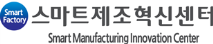 Smart
Factory
스마트제조혁신센터
Smart Manufacturing Innovation Center